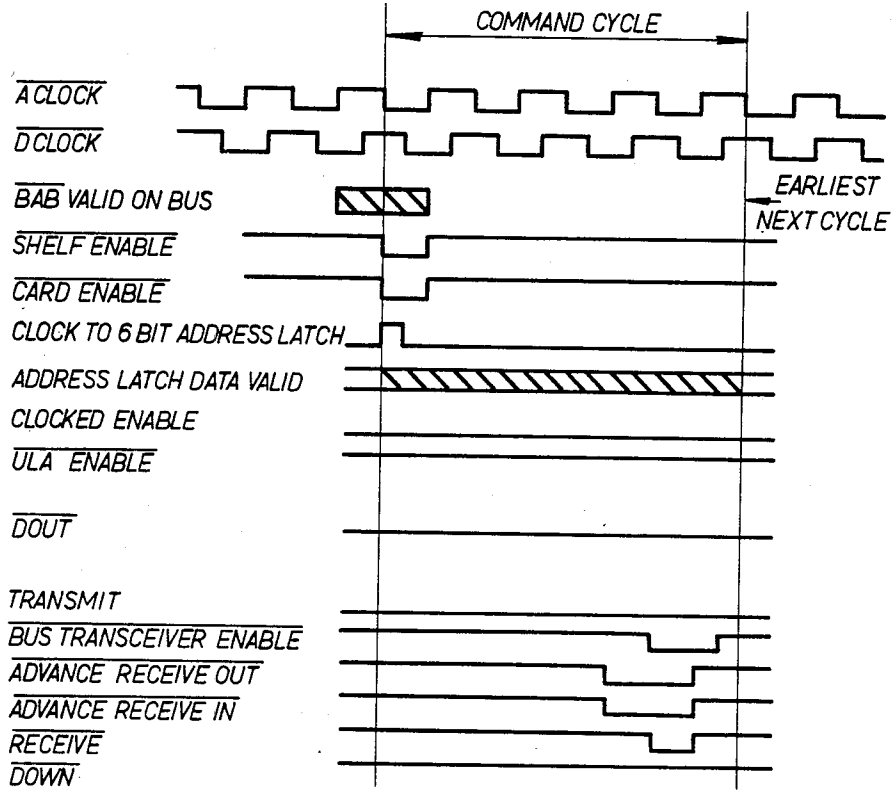 COMMAND CYCLE
A CLOCK
D CLOCK
BAB VALID ON BUS
EARLIEST
NEXT CYCLE
SHELF ENABLE
CARD ENABLE
CLOCK TO 6 BIT ADDRESS LATCH
ADDRESS LATCH DATA VALID
CLOCKED ENABLE
ULA ENABLE
DOUT
TRANSMIT
BUS TRANSCEIVER ENABLE
ADVANCE RECEIVE OUT
ADVANCE RECEIVE IN
RECEIVE
DOWN